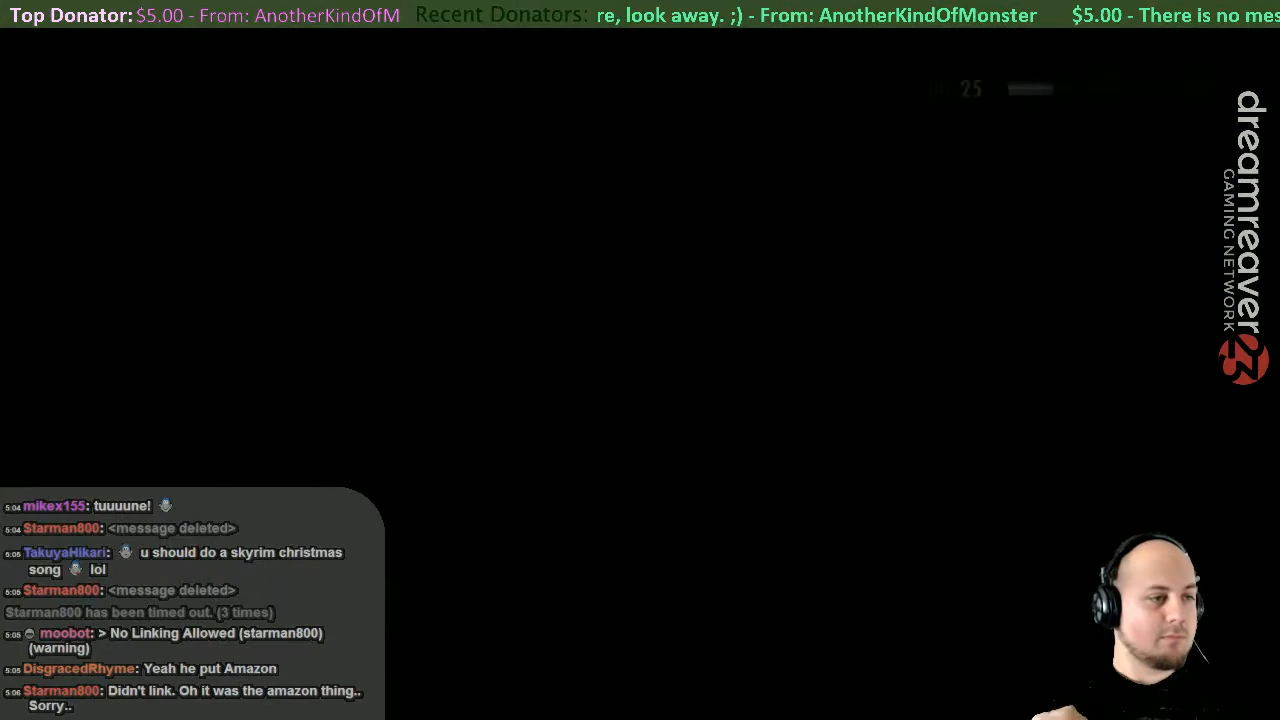 Top Donator: $5.00 - From: AnotherKindOfM
Recent Donators: re, look away. ;) - From: AnotherKindOfMonster $5.00 - There is no mes
25
dreamreaver
GAMING NETWORK
23
5:04 mikex155: tuuuune!
5:04 Starman800: <message deleted>
5:05 TakuyaHikari: u should do a skyrim christmas
song lol
5:05 Starman800: <message deleted>
Starman800 has been timed out. (3 times)
5:05 moobot: > No Linking Allowed (starman800)
(warning)
5:05 DisgracedRhyme: Yeah he put Amazon
5:06 Starman800: Didn't link. Oh it was the amazon thing..
Sorry..